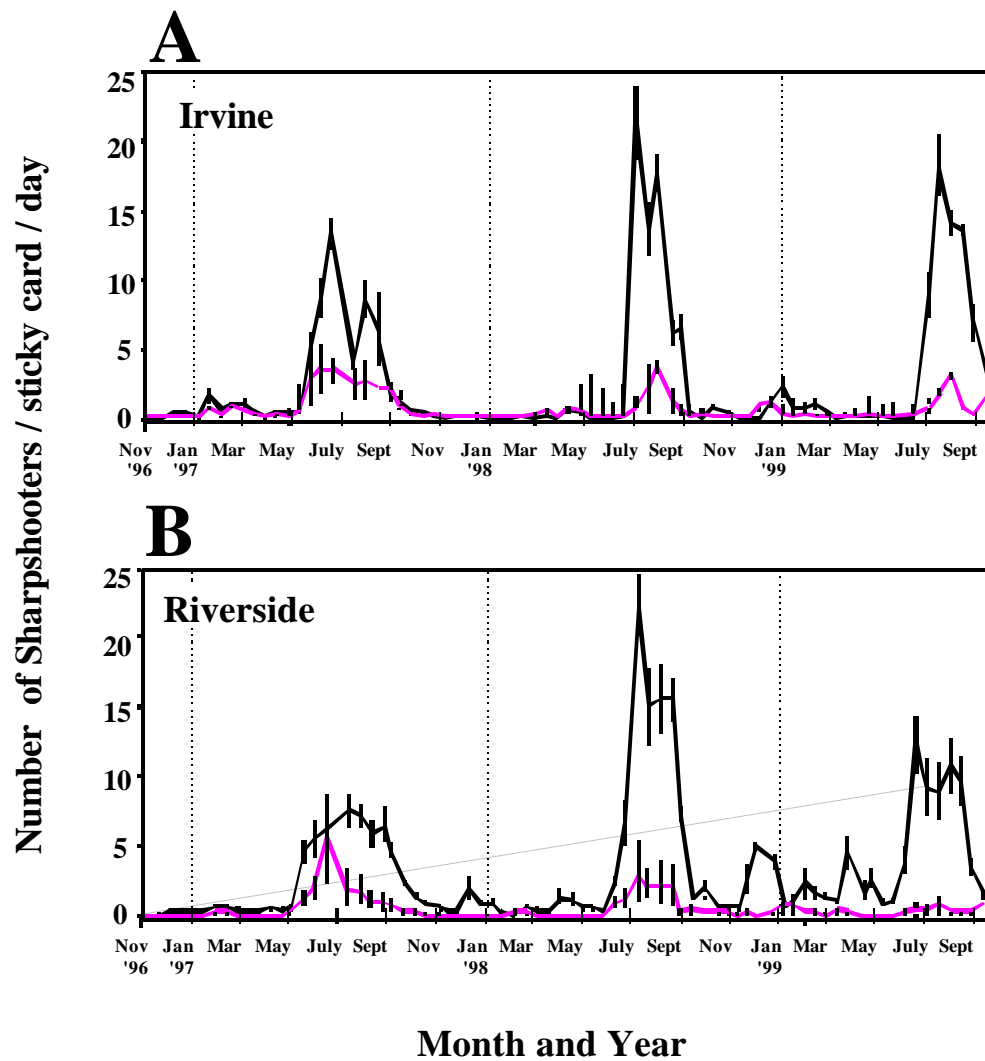 A
Number of Sharpshooters / sticky card / day
25
20
15
10
5
0
Irvine
Nov Jan Mar May July Sept Nov Jan Mar May July Sept Nov Jan Mar May July Sept
'96 '97 '98 '99
B
25
20
15
10
5
0
Riverside
Nov Jan Mar May July Sept Nov Jan Mar May July Sept Nov Jan Mar May July Sept
'96 '97 '98 '99
Month and Year